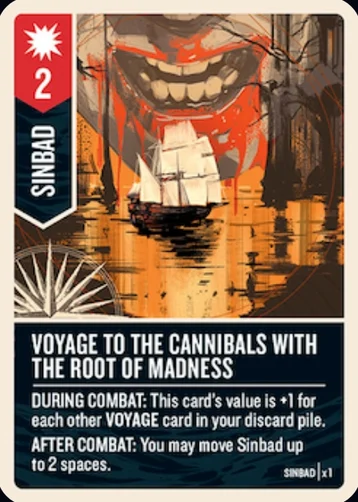 2
SINBAD
VOYAGE TO THE CANNIBALS WITH
THE ROOT OF MADNESS
DURING COMBAT: This card's value is +1 for
each other VOYAGE card in your discard pile.
AFTER COMBAT: You may move Sinbad up
to 2 spaces.
SINBAD | x1